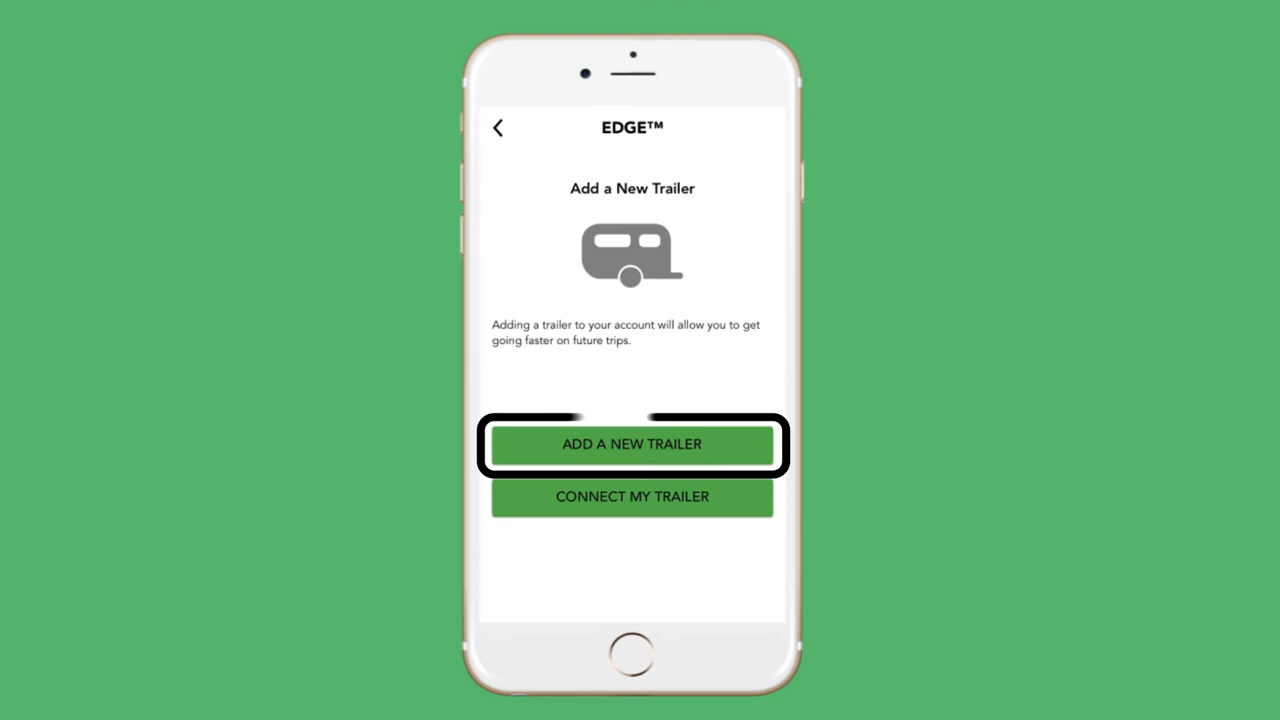 EDGE™
Add a New Trailer
Adding a trailer to your account will allow you to get
going faster on future trips.
ADD A NEW TRAILER
CONNECT MY TRAILER